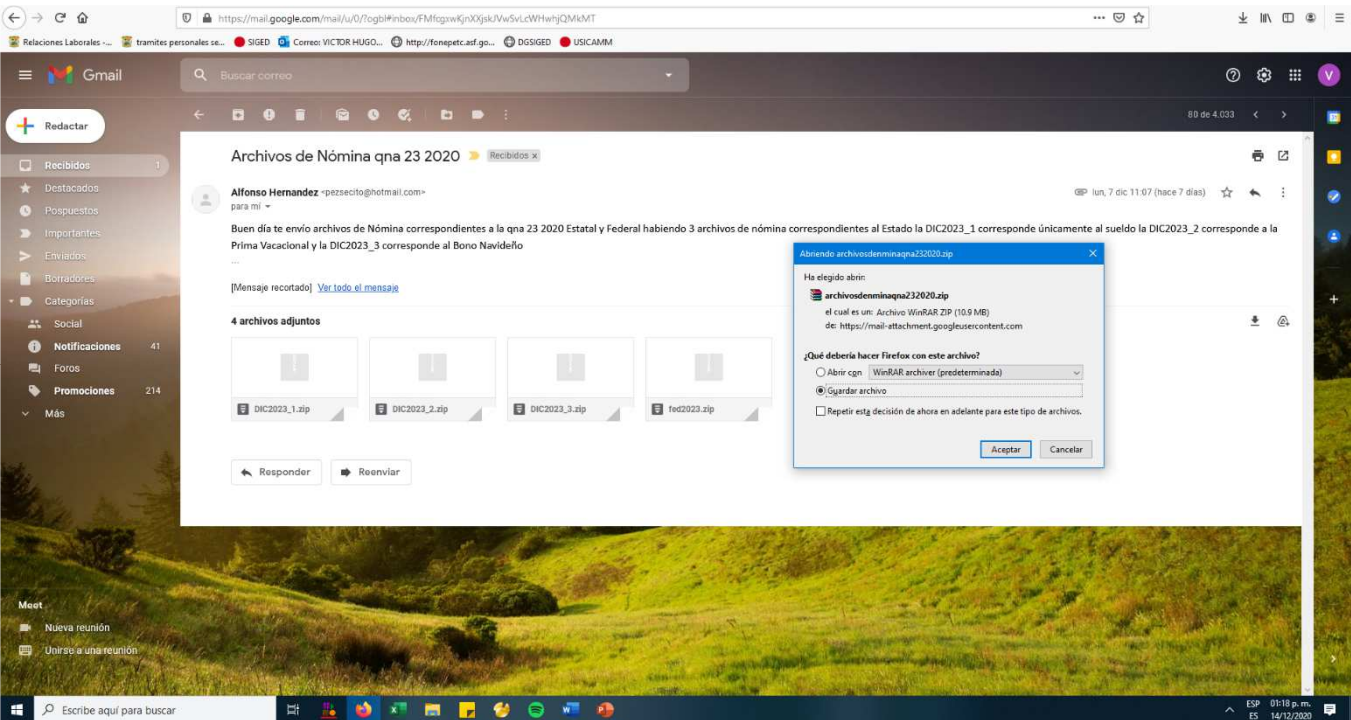 https://mail.google.com/mail/u/0/?ogbl#inbox/FMfcgxwKjnXXjskJVwSvLcWHwhjQMkMT
Relaciones Laborales -... tramites personales se... SIGED Correo: VICTOR HUGO... http://fonepetc.asf.go... DGSIGED USICAMM
Gmail
Buscar correo
V
Redactar
80 de 4,033
Archivos de Nómina qna 23 2020 Recibidos x
Recibidos 1
Destacados
Pospuestos
Importantes
Enviados
Borradores
Categorías
Social
Notificaciones 41
Foros
Promociones 214
Más
Alfonso Hernandez <pezsecito@hotmail.com>
lun, 7 dic 11:07 (hace 7 días)
para mí
Buen día te envío archivos de Nómina correspondientes a la qna 23 2020 Estatal y Federal habiendo 3 archivos de nómina correspondientes al Estado la DIC2023_1 corresponde únicamente al sueldo la DIC2023_2 corresponde a la
Prima Vacacional y la DIC2023_3 corresponde al Bono Navideño
...
[Mensaje recortado] Ver todo el mensaje
4 archivos adjuntos
DIC2023_1.zip DIC2023_2.zip DIC2023_3.zip fed2023.zip
Responder Reenviar
Abriendo archivosdenminaqna232020.zip
Ha elegido abrir:
archivosdenminaqna232020.zip
el cual es un: Archivo WinRAR ZIP (10.9 MB)
de: https://mail-attachment.googleusercontent.com
¿Qué debería hacer Firefox con este archivo?
Abrir con WinRAR archiver (predeterminada)
Guardar archivo
Repetir esta decisión de ahora en adelante para este tipo de archivos.
Aceptar Cancelar
Meet
Nueva reunión
Unirse a una reunión
Escribe aquí para buscar
ESP 01:18 p. m.
ES 14/12/2020